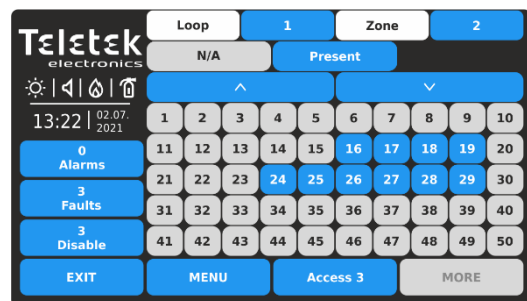 Teletek
electronics
Loop 1 Zone 2
N/A Present
13:22 02.07.
2021
1 2 3 4 5 6 7 8 9 10
11 12 13 14 15 16 17 18 19 20
21 22 23 24 25 26 27 28 29 30
31 32 33 34 35 36 37 38 39 40
41 42 43 44 45 46 47 48 49 50
0
Alarms
3
Faults
3
Disable
EXIT MENU Access 3 MORE